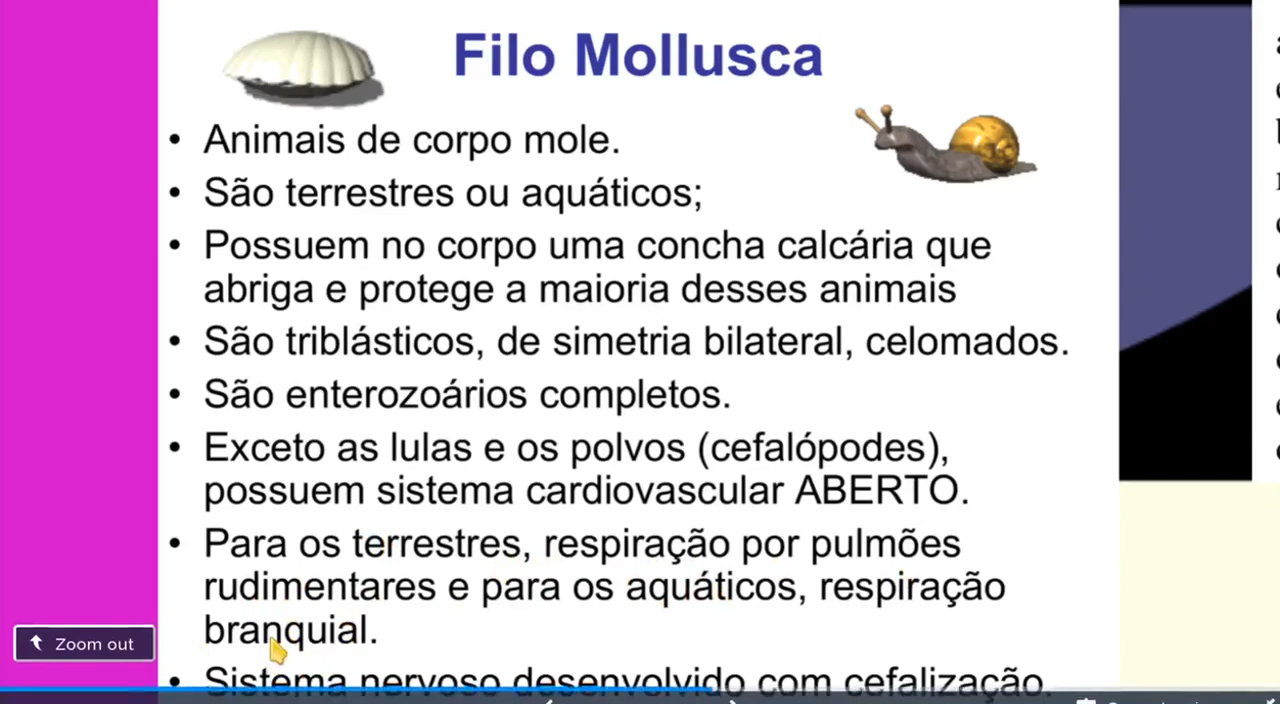 Filo Mollusca
• Animais de corpo mole.
• São terrestres ou aquáticos;
• Possuem no corpo uma concha calcária que
abriga e protege a maioria desses animais
• São triblásticos, de simetria bilateral, celomados.
• São enterozoários completos.
• Exceto as lulas e os polvos (cefalópodes),
possuem sistema cardiovascular ABERTO.
• Para os terrestres, respiração por pulmões
rudimentares e para os aquáticos, respiração
branquial.
Zoom out
• Sistema nervoso desenvolvido com cefalização.